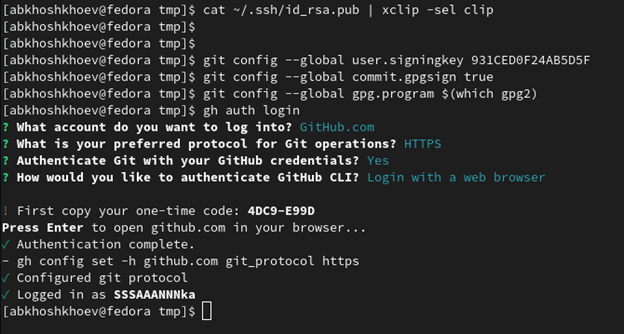 [abkhoshkhoev@fedora tmp]$ cat ~/.ssh/id_rsa.pub | xclip -sel clip
[abkhoshkhoev@fedora tmp]$
[abkhoshkhoev@fedora tmp]$
[abkhoshkhoev@fedora tmp]$ git config --global user.signingkey 931CED0F24AB5D5F
[abkhoshkhoev@fedora tmp]$ git config --global commit.gpgsign true
[abkhoshkhoev@fedora tmp]$ git config --global gpg.program $(which gpg2)
[abkhoshkhoev@fedora tmp]$ gh auth login
? What account do you want to log into? GitHub.com
? What is your preferred protocol for Git operations? HTTPS
? Authenticate Git with your GitHub credentials? Yes
? How would you like to authenticate GitHub CLI? Login with a web browser
! First copy your one-time code: 4DC9-E99D
Press Enter to open github.com in your browser...
✓ Authentication complete.
- gh config set -h github.com git_protocol https
✓ Configured git protocol
✓ Logged in as SSSAAANNNka
[abkhoshkhoev@fedora tmp]$